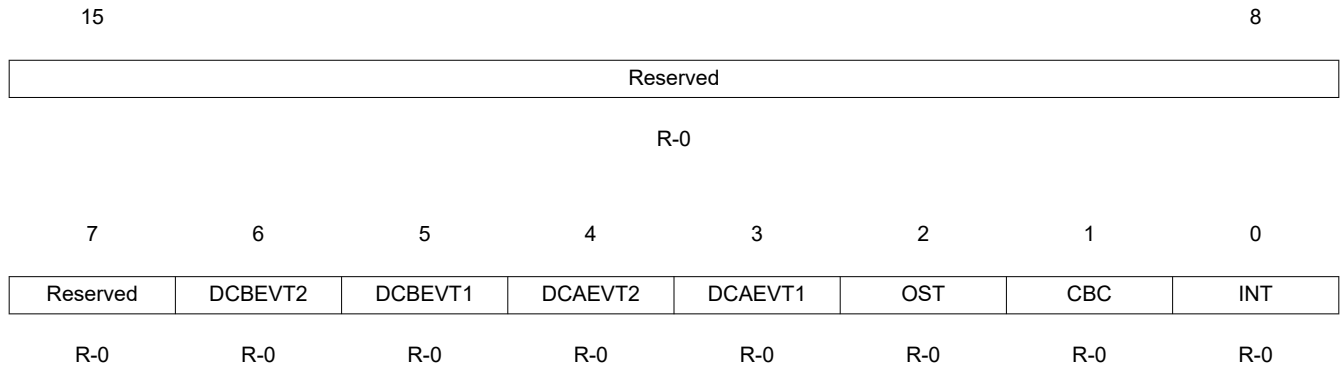 15 8
Reserved
R-0
7 6 5 4 3 2 1 0
Reserved DCBEVT2 DCBEVT1 DCAEVT2 DCAEVT1 OST CBC INT
R-0 R-0 R-0 R-0 R-0 R-0 R-0 R-0